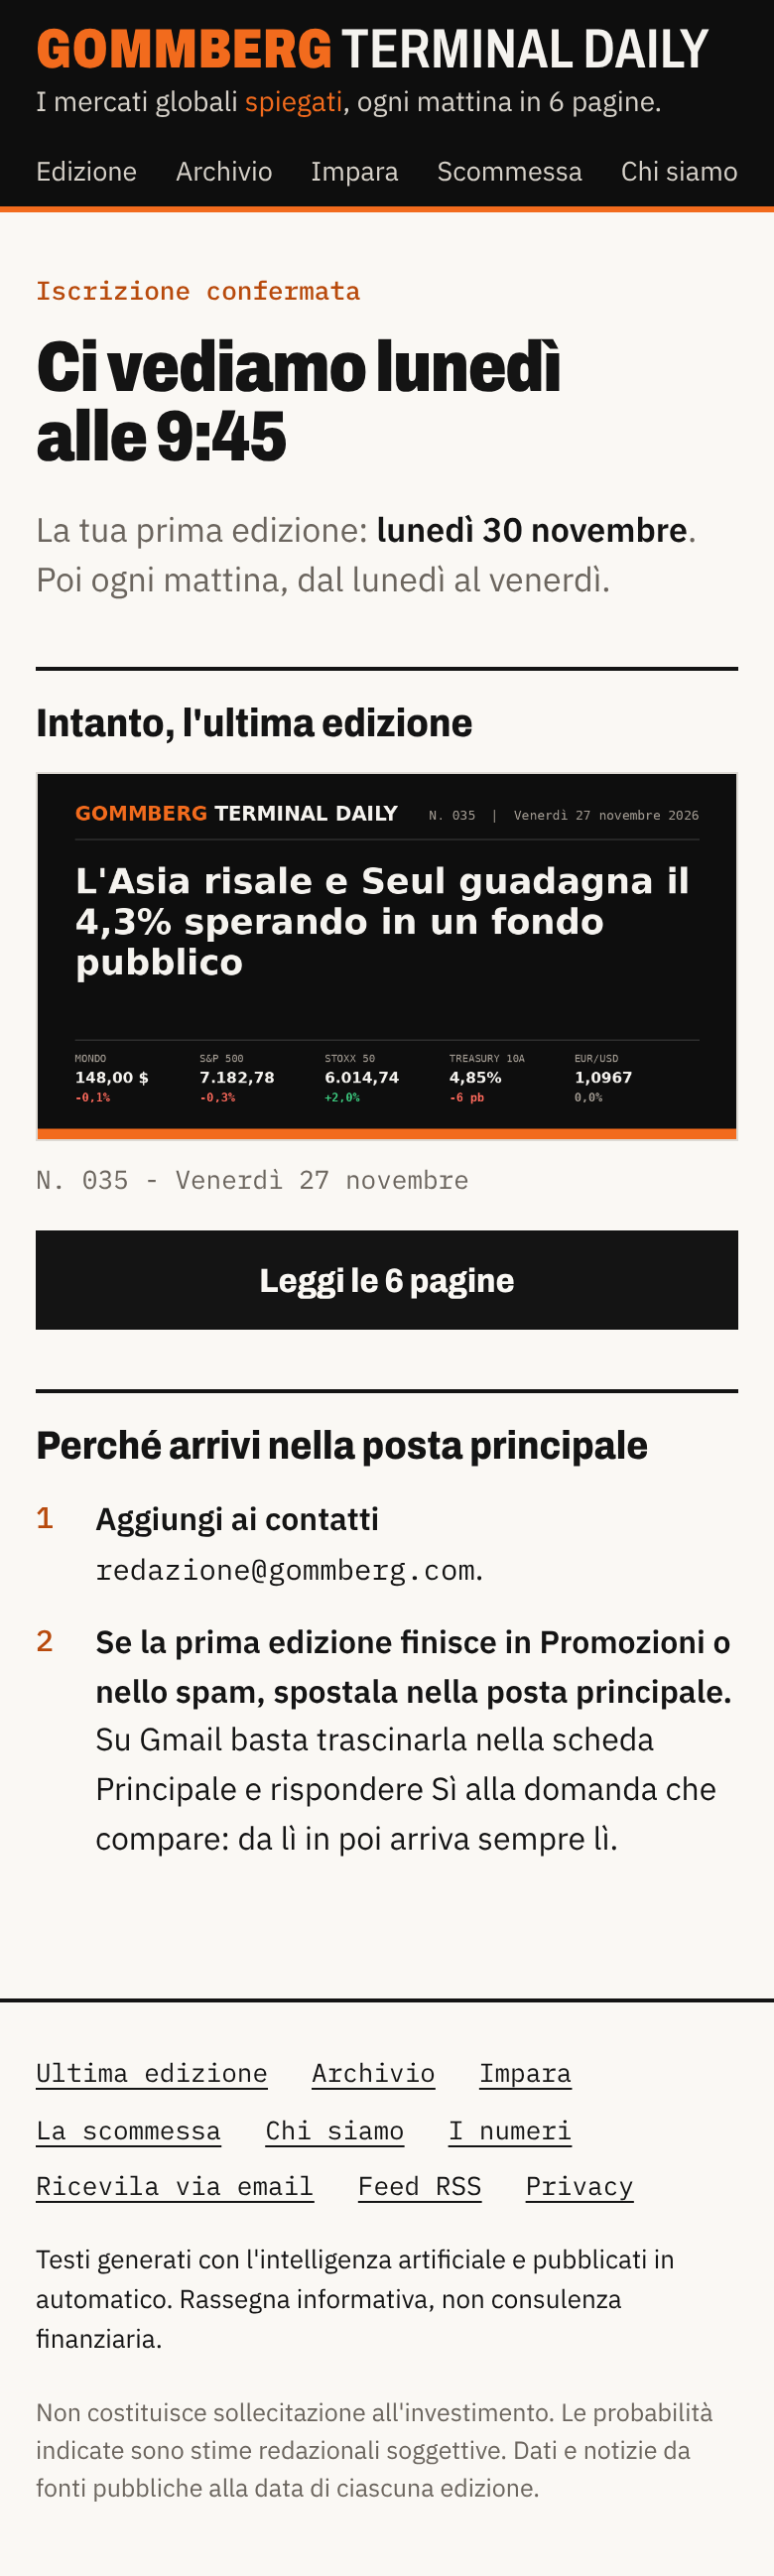 GOMMBERG TERMINAL DAILY
I mercati globali spiegati, ogni mattina in 6 pagine.
Edizione Archivio Impara Scommessa Chi siamo
Iscrizione confermata
Ci vediamo lunedì
alle 9:45
La tua prima edizione: lunedì 30 novembre.
Poi ogni mattina, dal lunedì al venerdì.
Intanto, l'ultima edizione
GOMMBERG TERMINAL DAILY N. 035 | Venerdì 27 novembre 2026
L'Asia risale e Seul guadagna il
4,3% sperando in un fondo
pubblico
MONDO S&P 500 STOXX 50 TREASURY 10A EUR/USD
148,00 $ 7.182,78 6.014,74 4,85% 1,0967
-0,1% -0,3% +2,0% -6 pb 0,0%
N. 035 - Venerdì 27 novembre
Leggi le 6 pagine
Perché arrivi nella posta principale
1 Aggiungi ai contatti
redazione@gommberg.com.
2 Se la prima edizione finisce in Promozioni o
nello spam, spostala nella posta principale.
Su Gmail basta trascinarla nella scheda
Principale e rispondere Sì alla domanda che
compare: da lì in poi arriva sempre lì.
Ultima edizione Archivio Impara
La scommessa Chi siamo I numeri
Ricevila via email Feed RSS Privacy
Testi generati con l'intelligenza artificiale e pubblicati in
automatico. Rassegna informativa, non consulenza
finanziaria.
Non costituisce sollecitazione all'investimento. Le probabilità
indicate sono stime redazionali soggettive. Dati e notizie da
fonti pubbliche alla data di ciascuna edizione.